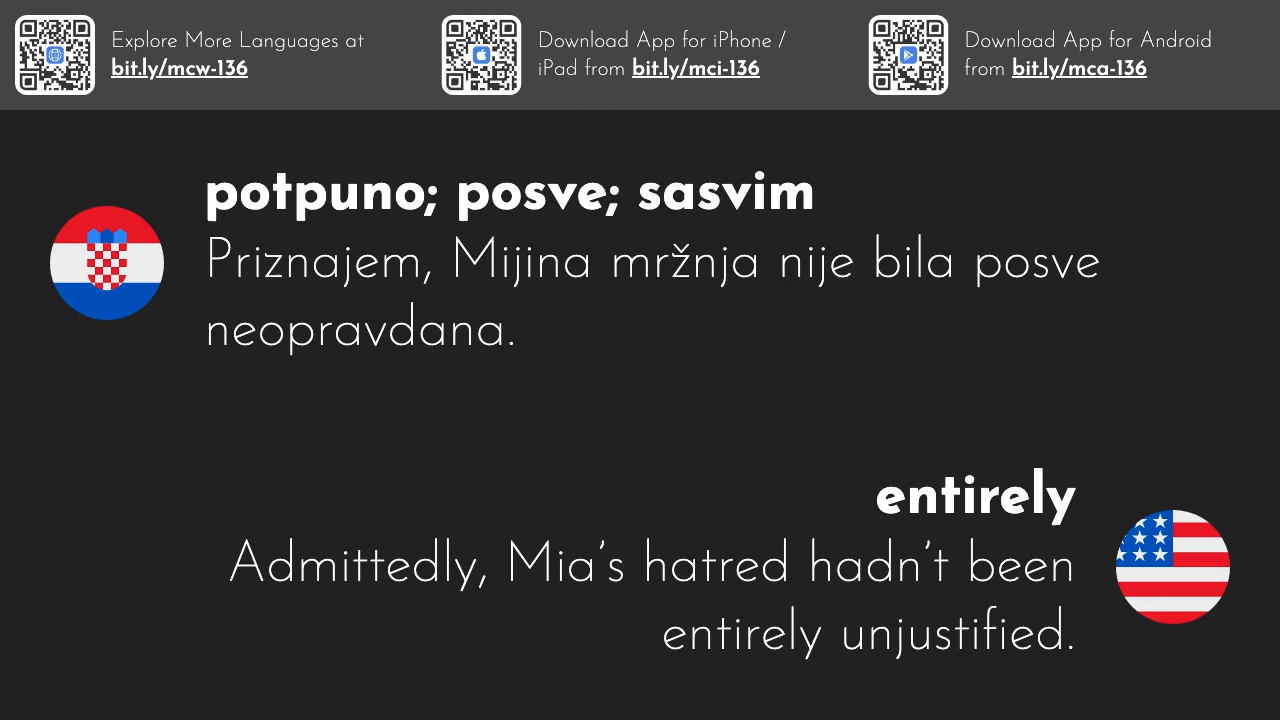 Explore More Languages at
bit.ly/mcw-136
Download App for iPhone /
iPad from bit.ly/mci-136
Download App for Android
from bit.ly/mca-136
potpuno; posve; sasvim
Priznajem, Mijina mržnja nije bila posve
neopravdana.
entirely
Admittedly, Mia’s hatred hadn’t been
entirely unjustified.